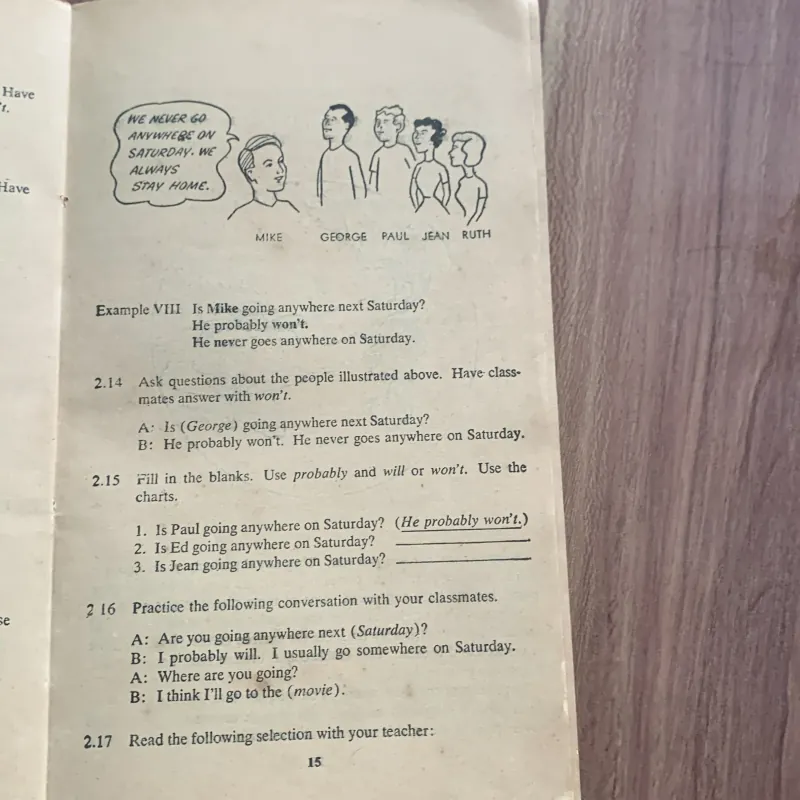 Have
't.
Have
se
WE NEVER GO
ANYWHERE ON
SATURDAY. WE
ALWAYS
STAY HOME.
MIKE GEORGE PAUL JEAN RUTH
Example VIII Is Mike going anywhere next Saturday?
He probably won't.
He never goes anywhere on Saturday.
2.14 Ask questions about the people illustrated above. Have class-
mates answer with won't.
A: Is (George) going anywhere next Saturday?
B: He probably won't. He never goes anywhere on Saturday.
2.15 Fill in the blanks. Use probably and will or won't. Use the
charts.
1. Is Paul going anywhere on Saturday? (He probably won't.)
2. Is Ed going anywhere on Saturday?
3. Is Jean going anywhere on Saturday?
2 16 Practice the following conversation with your classmates.
A: Are you going anywhere next (Saturday)?
B: I probably will. I usually go somewhere on Saturday.
A: Where are you going?
B: I think I'll go to the (movie).
2.17 Read the following selection with your teacher:
15